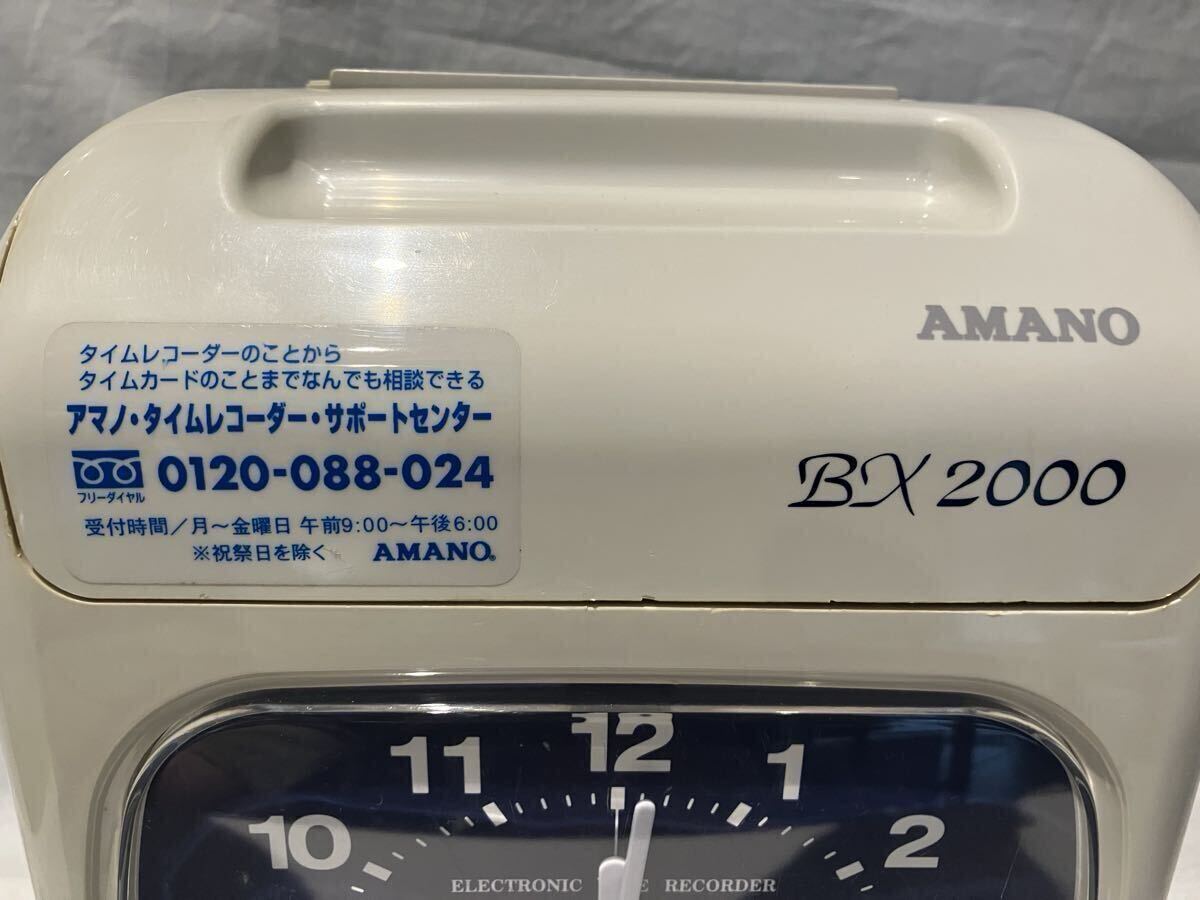 タイムレコーダーのことから
タイムカードのことまでなんでも相談できる
アマノ・タイムレコーダー・サポートセンター
フリーダイヤル 0120-088-024
受付時間／月～金曜日 午前9:00～午後6:00
※祝祭日を除く AMANO®
AMANO
BX 2000
10 11 12 1 2
ELECTRONIC RECORDER